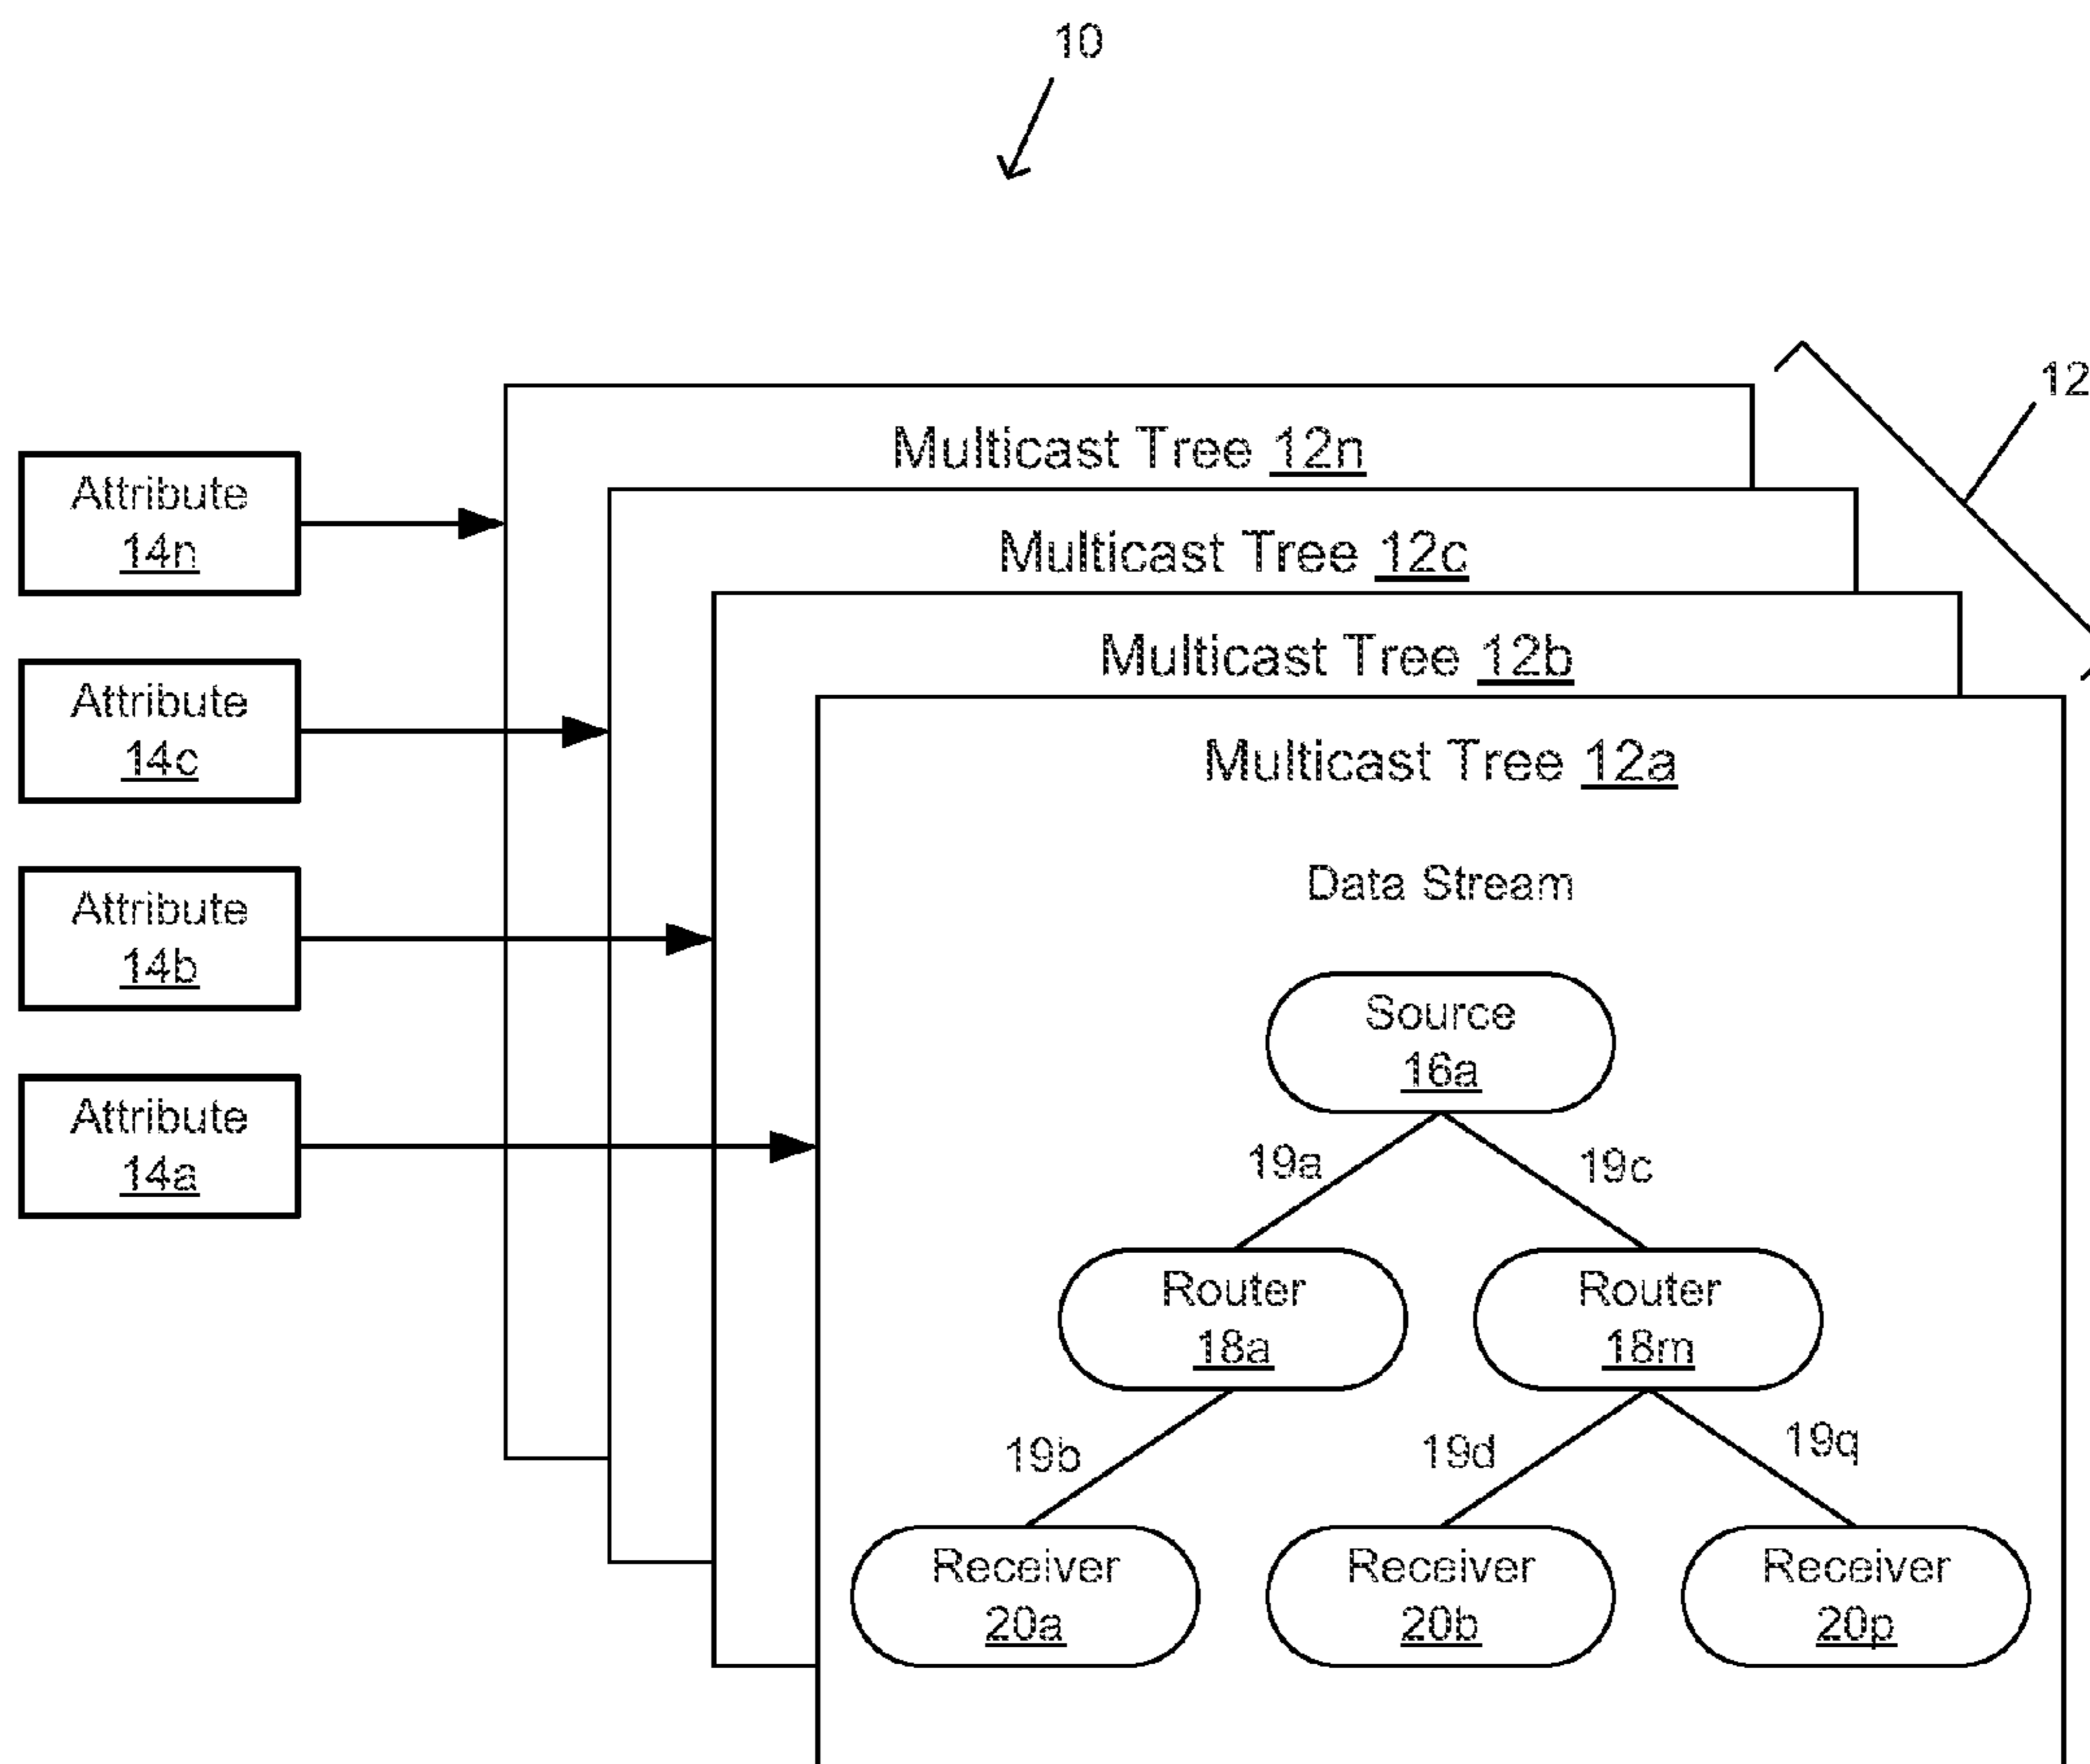 10
12
Multicast Tree 12n
Attribute
14n
Multicast Tree 12c
Multicast Tree 12b
Attribute
14c
Multicast Tree 12a
Data Stream
Attribute
14b
Source
16a
Attribute
14a
19a
19c
Router
18a
Router
18m
19b
19d
19q
Receiver
20a
Receiver
20b
Receiver
20p